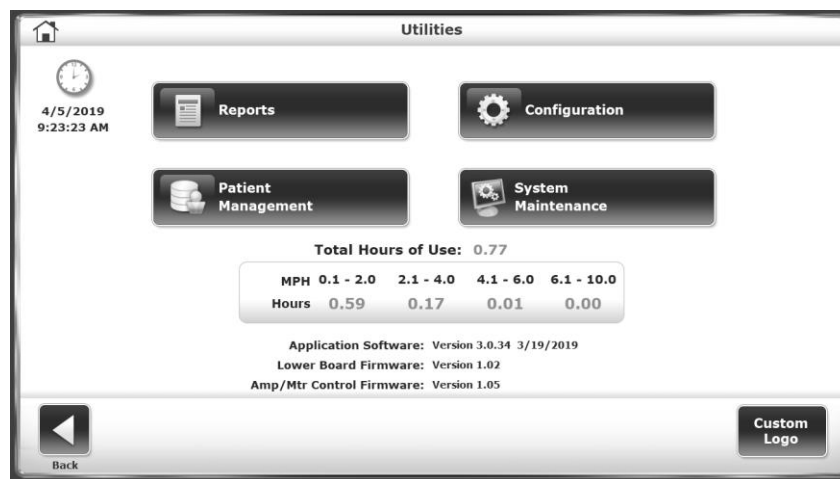 Utilities
4/5/2019
9:23:23 AM
Reports
Configuration
Patient
Management
System
Maintenance
Total Hours of Use: 0.77
MPH 0.1 - 2.0 2.1 - 4.0 4.1 - 6.0 6.1 - 10.0
Hours 0.59 0.17 0.01 0.00
Application Software: Version 3.0.34 3/19/2019
Lower Board Firmware: Version 1.02
Amp/Mtr Control Firmware: Version 1.05
Back
Custom
Logo